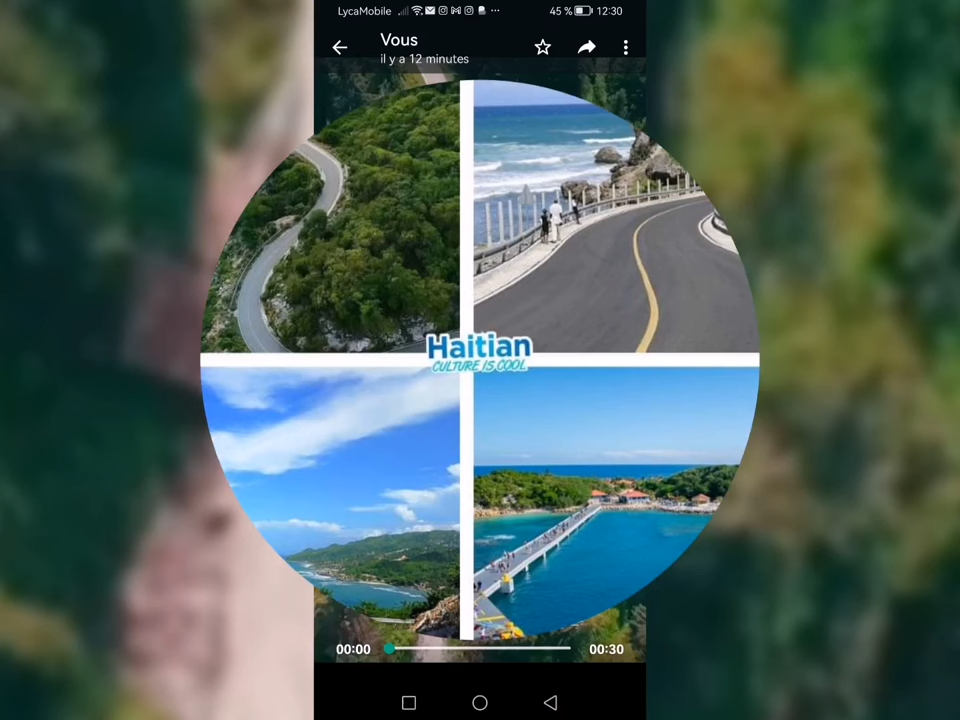 LycaMobile 45 % 12:30
Vous
il y a 12 minutes
Haitian
CULTURE IS COOL
00:00 00:30